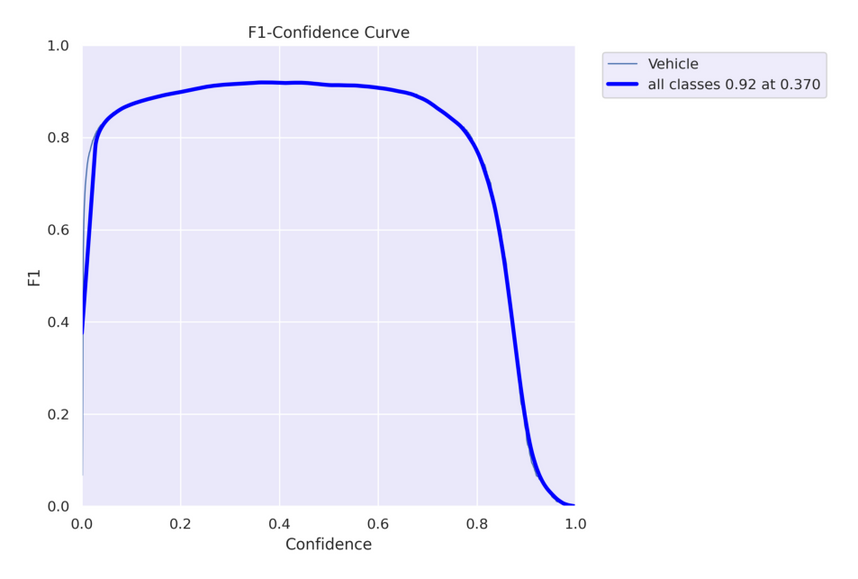 F1-Confidence Curve
1.0
0.8
0.6
0.4
0.2
0.0
F1
0.0 0.2 0.4 0.6 0.8 1.0
Confidence
Vehicle
all classes 0.92 at 0.370